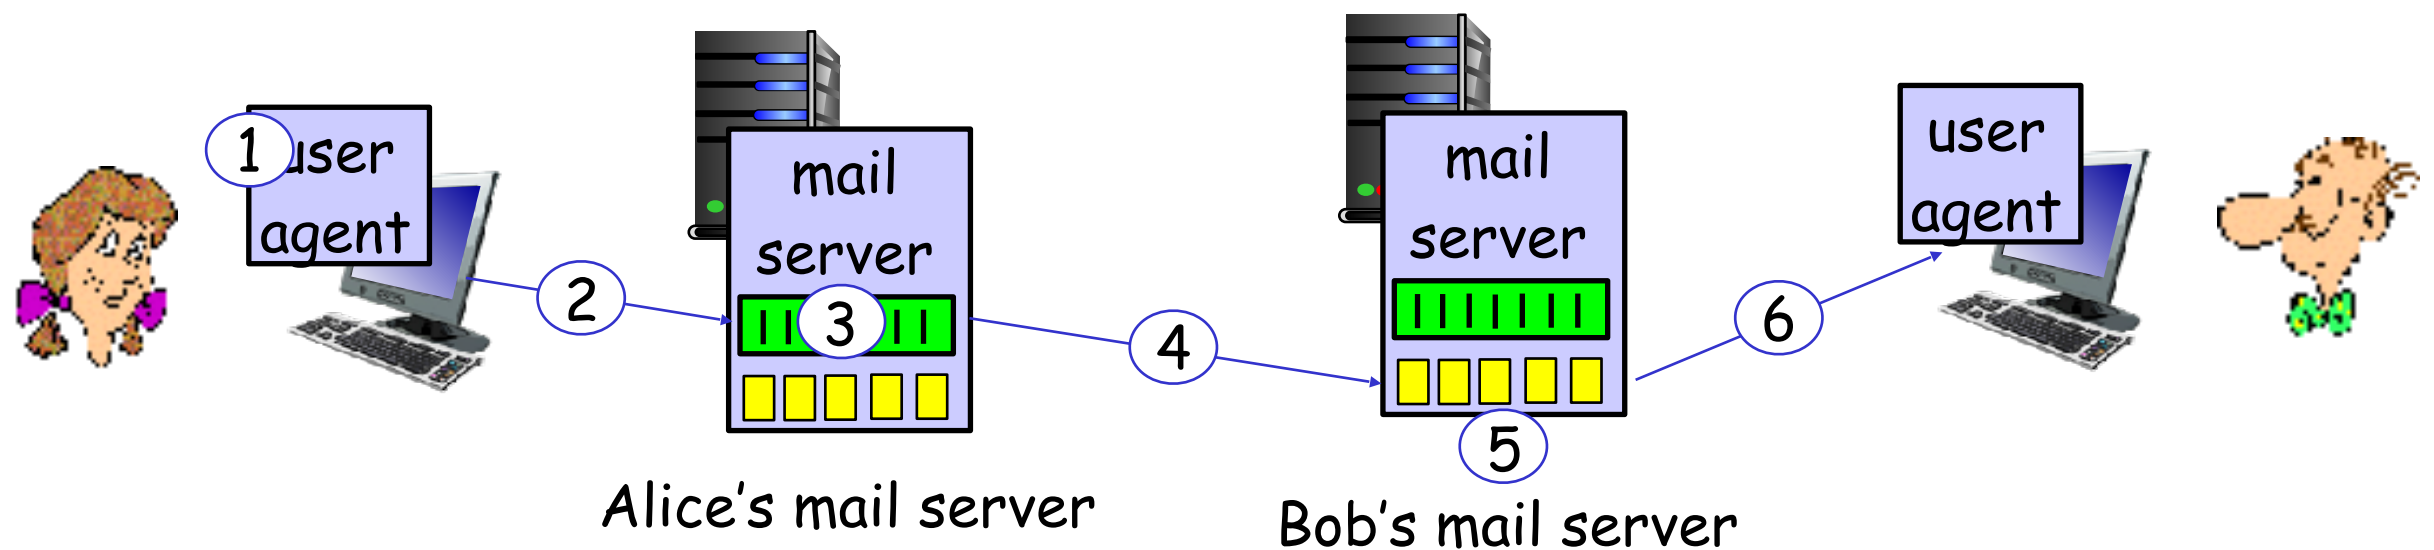 1
user
agent
2
mail
server
3
4
mail
server
5
6
user
agent
Alice’s mail server
Bob’s mail server